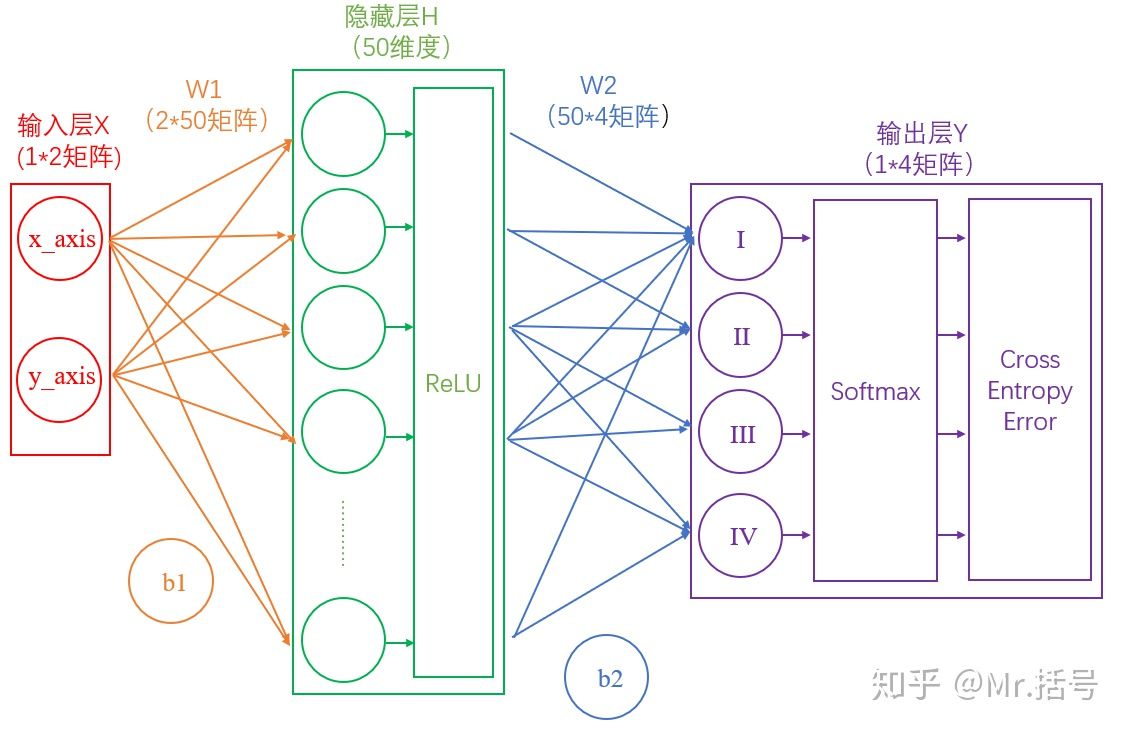 隐藏层H
（50维度）
W1
（2*50矩阵）
W2
（50*4矩阵）
输入层X
(1*2矩阵)
输出层Y
（1*4矩阵）
x_axis
y_axis
ReLU
I
II
III
IV
Softmax
Cross
Entropy
Error
b1
b2
知乎 @Mr.括号